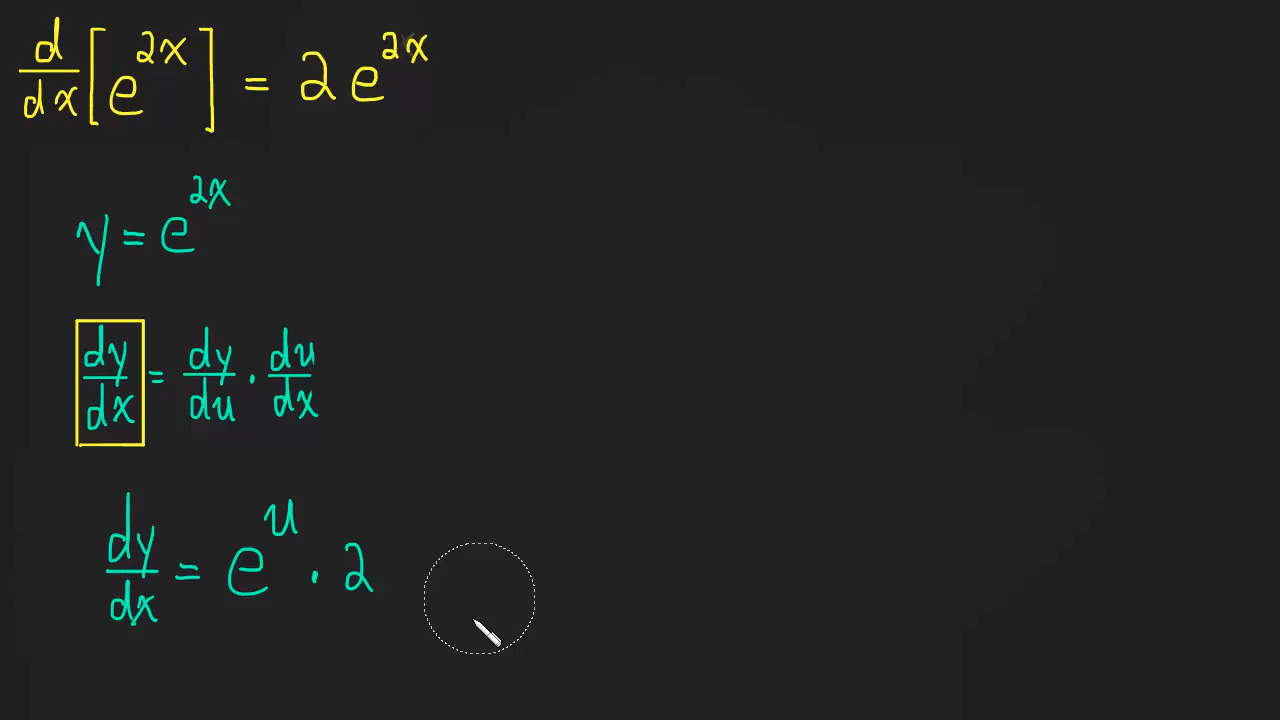 d/dx [e^{2x}] = 2e^{2x}
y = e^{2x}
dy/dx = dy/du · du/dx
dy/dx = e^u · 2